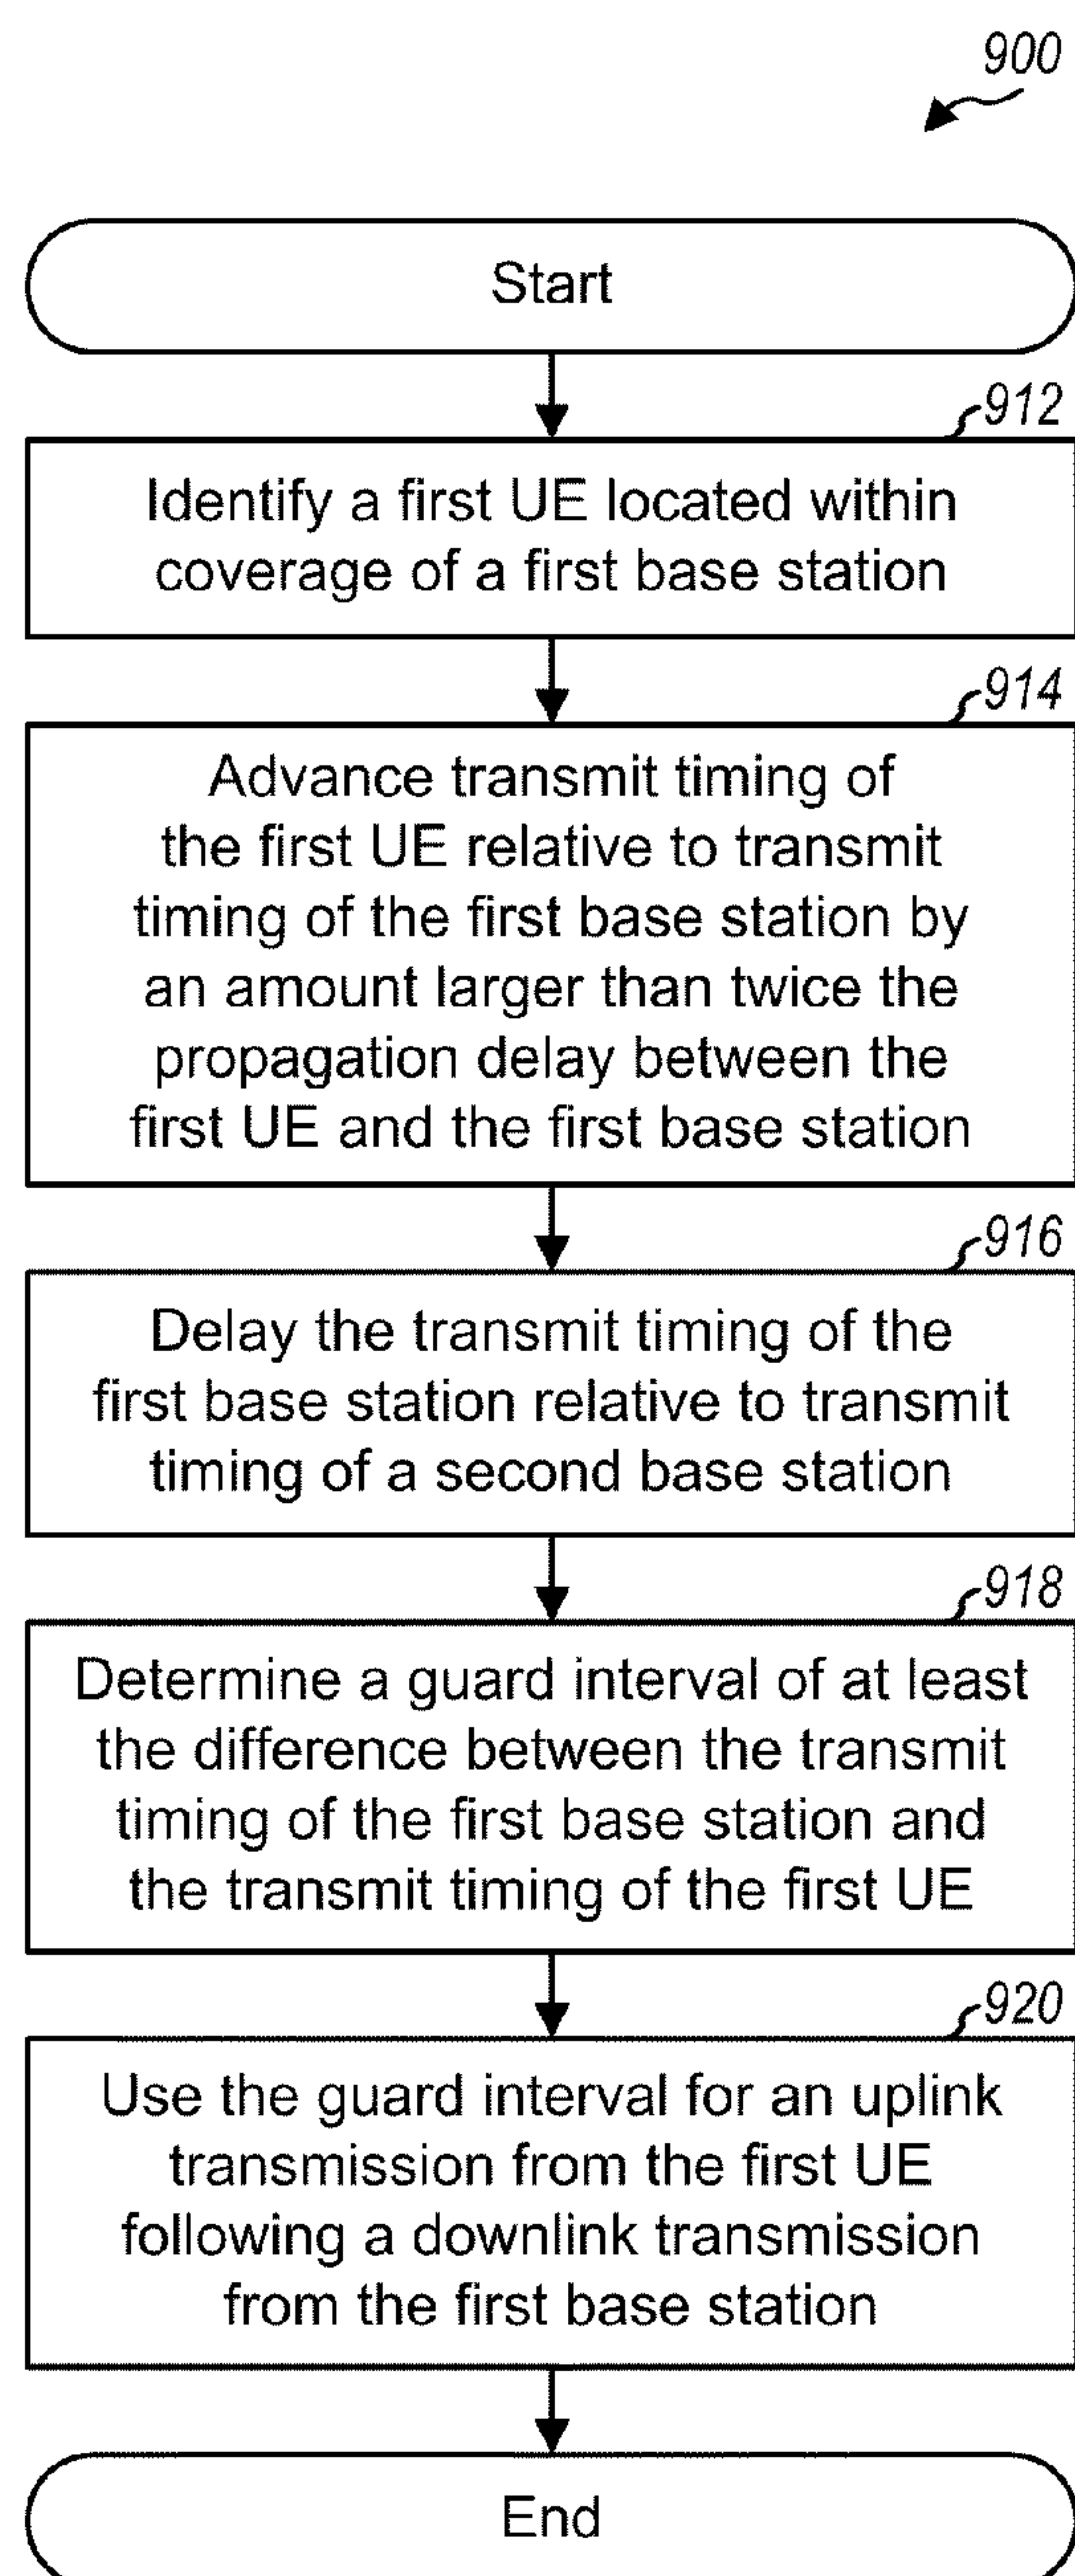 900
Start
912
Identify a first UE located within
coverage of a first base station
914
Advance transmit timing of
the first UE relative to transmit
timing of the first base station by
an amount larger than twice the
propagation delay between the
first UE and the first base station
916
Delay the transmit timing of the
first base station relative to transmit
timing of a second base station
918
Determine a guard interval of at least
the difference between the transmit
timing of the first base station and
the transmit timing of the first UE
920
Use the guard interval for an uplink
transmission from the first UE
following a downlink transmission
from the first base station
End